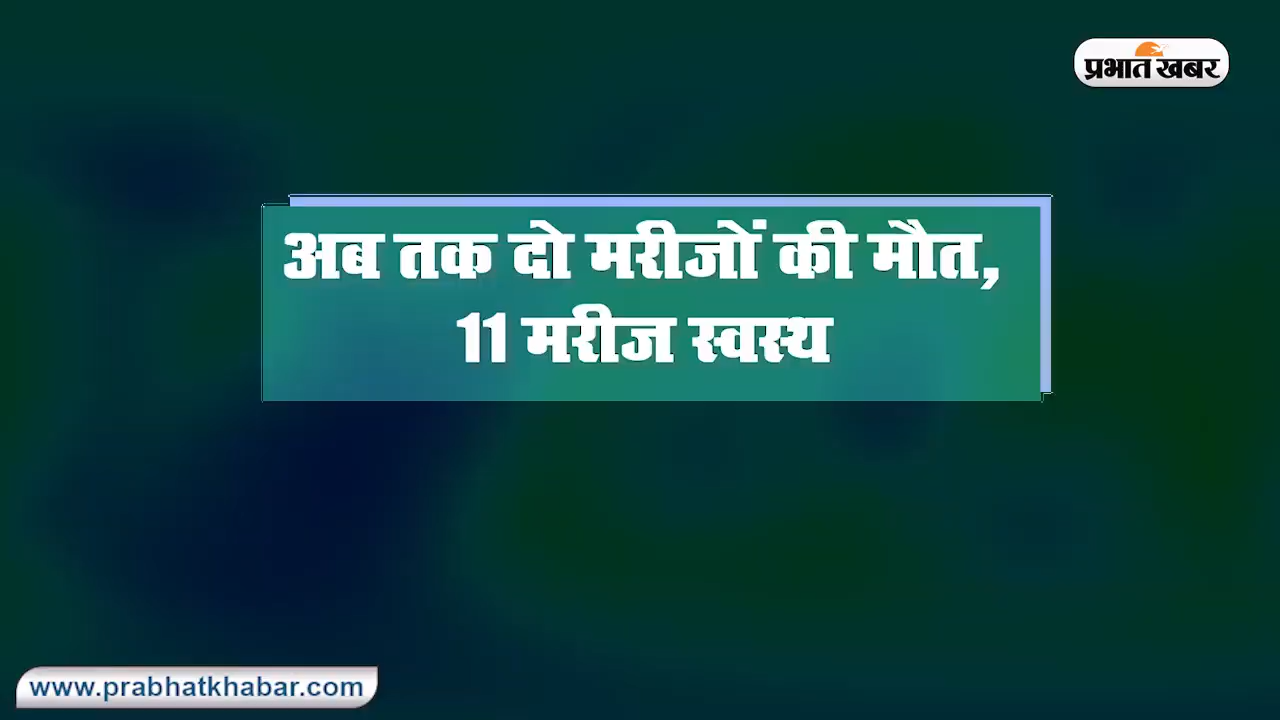 प्रभात खबर
अब तक दो मरीजों की मौत,
11 मरीज स्वस्थ
www.prabhatkhabar.com